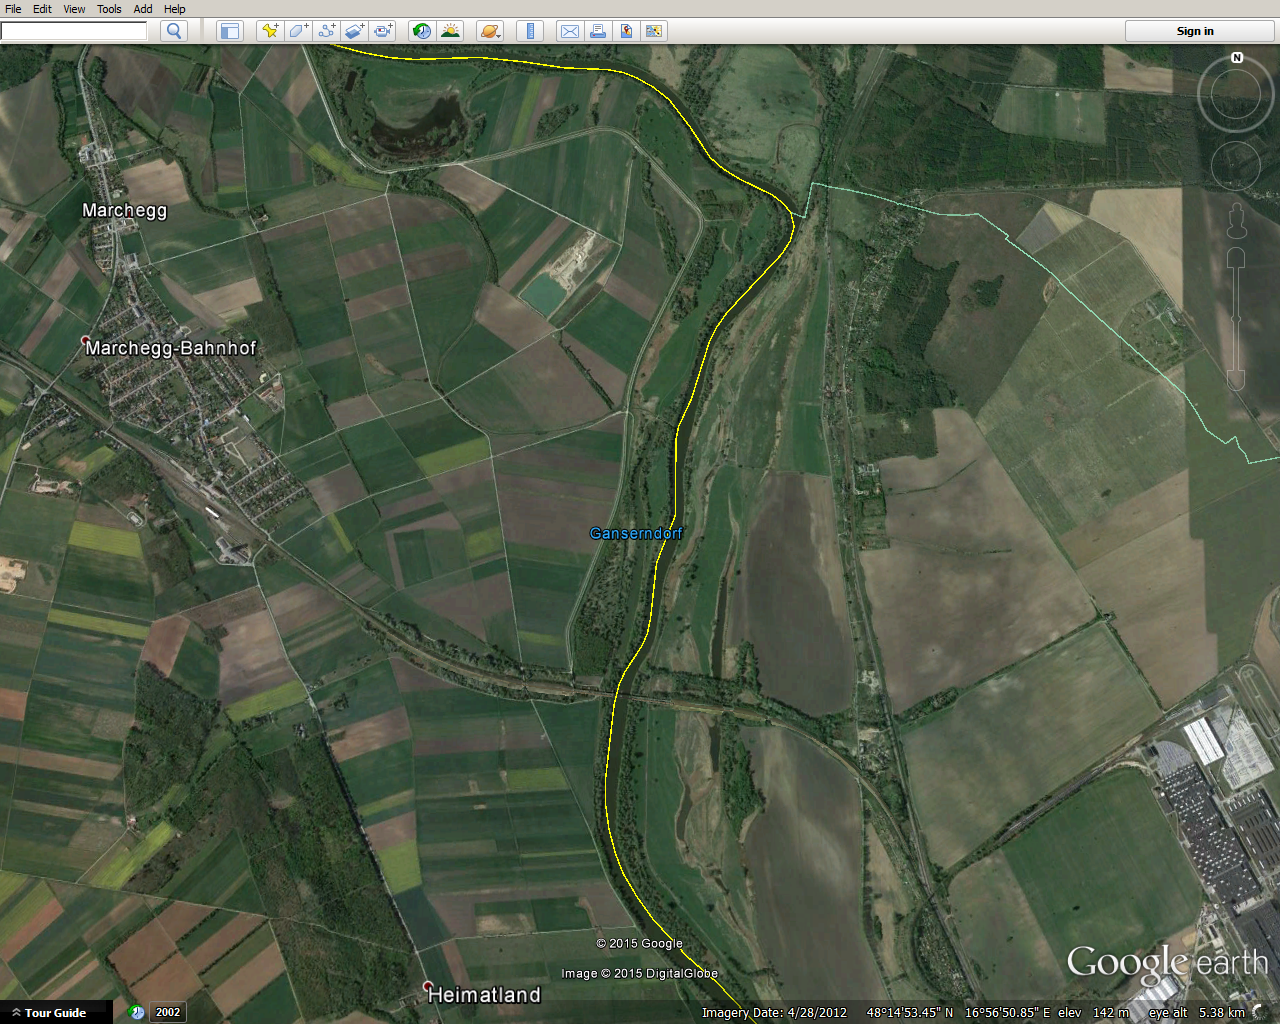 File Edit View Tools Add Help
Sign in
N
Marchegg
Marchegg-Bahnhof
Ganserndorf
© 2015 Google
Image © 2015 DigitalGlobe
Google earth
Heimatland
Tour Guide
2002
Imagery Date: 4/28/2012 48°14'53.45" N 16°56'50.85" E elev 142 m eye alt 5.38 km